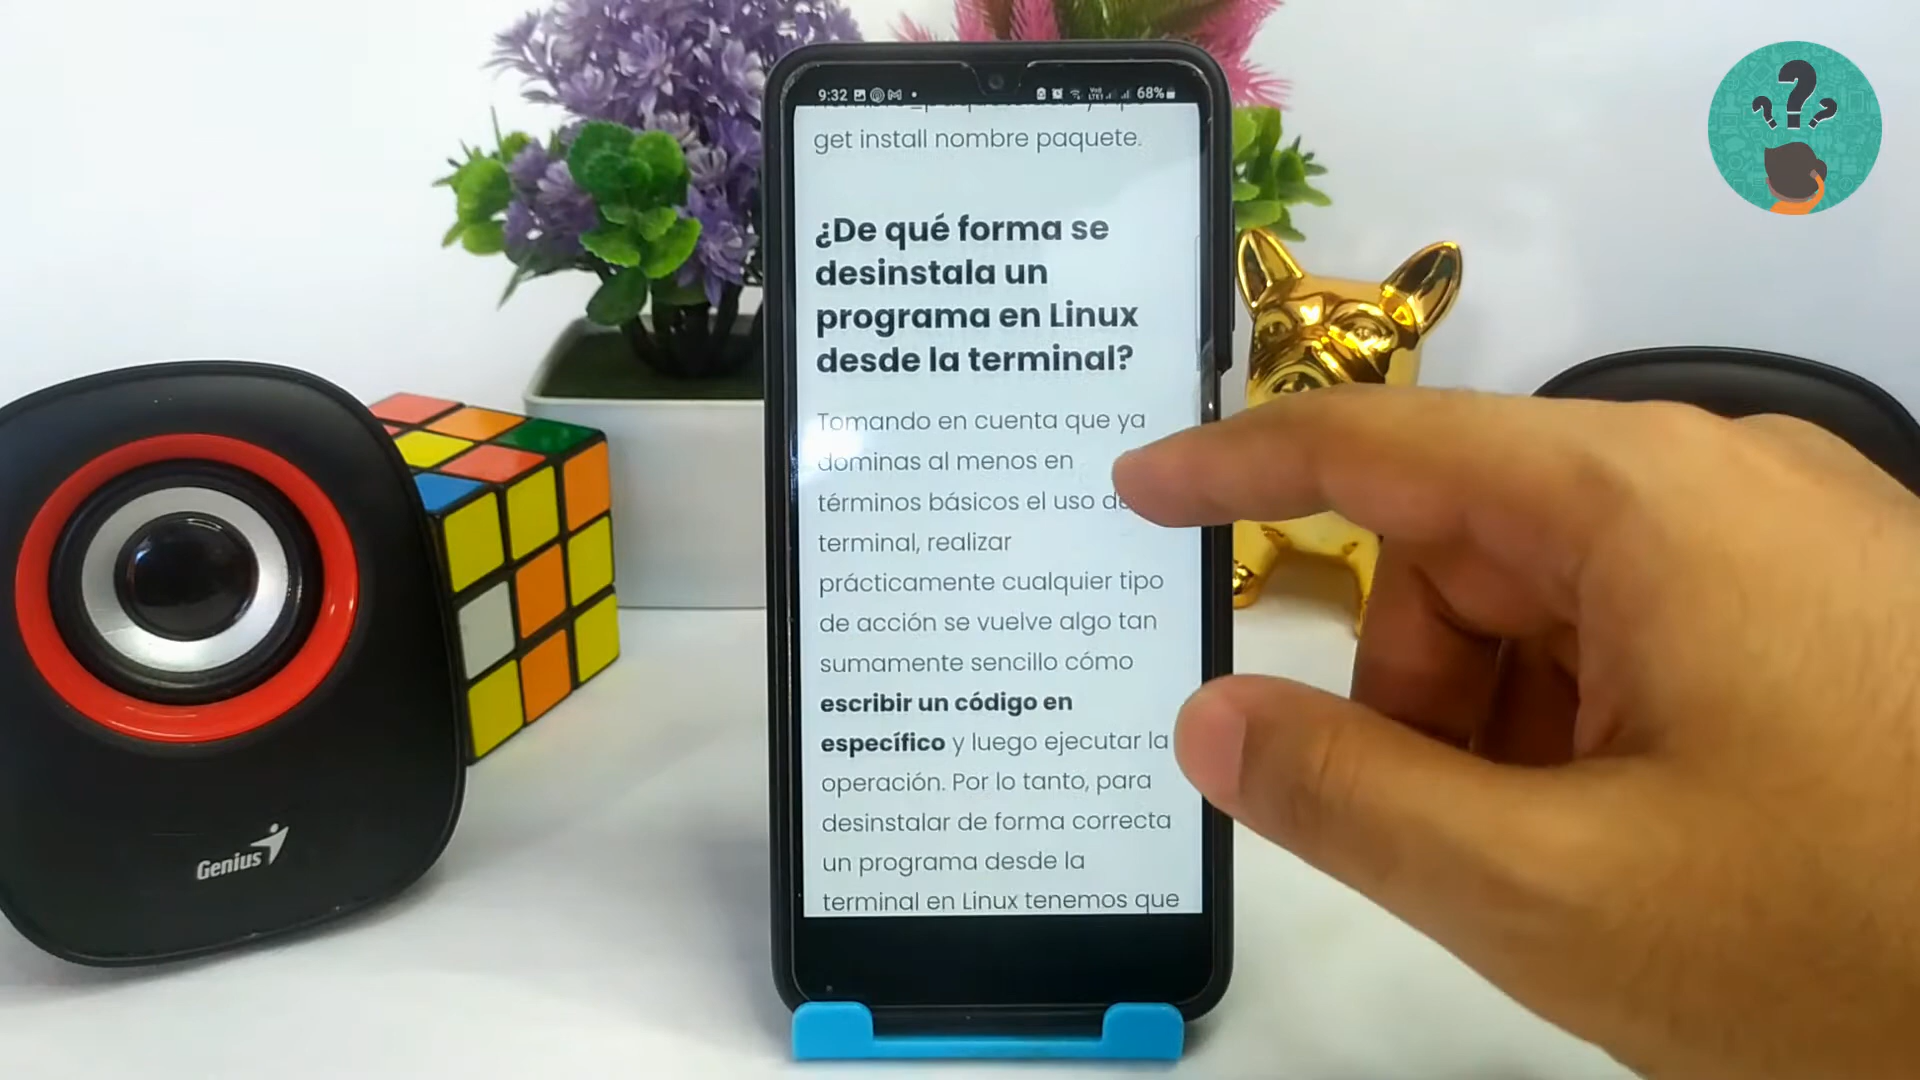 9:32
68%
get install nombre paquete.
¿De qué forma se
desinstala un
programa en Linux
desde la terminal?
Tomando en cuenta que ya
dominas al menos en
términos básicos el uso de
terminal, realizar
prácticamente cualquier tipo
de acción se vuelve algo tan
sumamente sencillo cómo
escribir un código en
específico y luego ejecutar la
operación. Por lo tanto, para
desinstalar de forma correcta
un programa desde la
terminal en Linux tenemos que
Genius